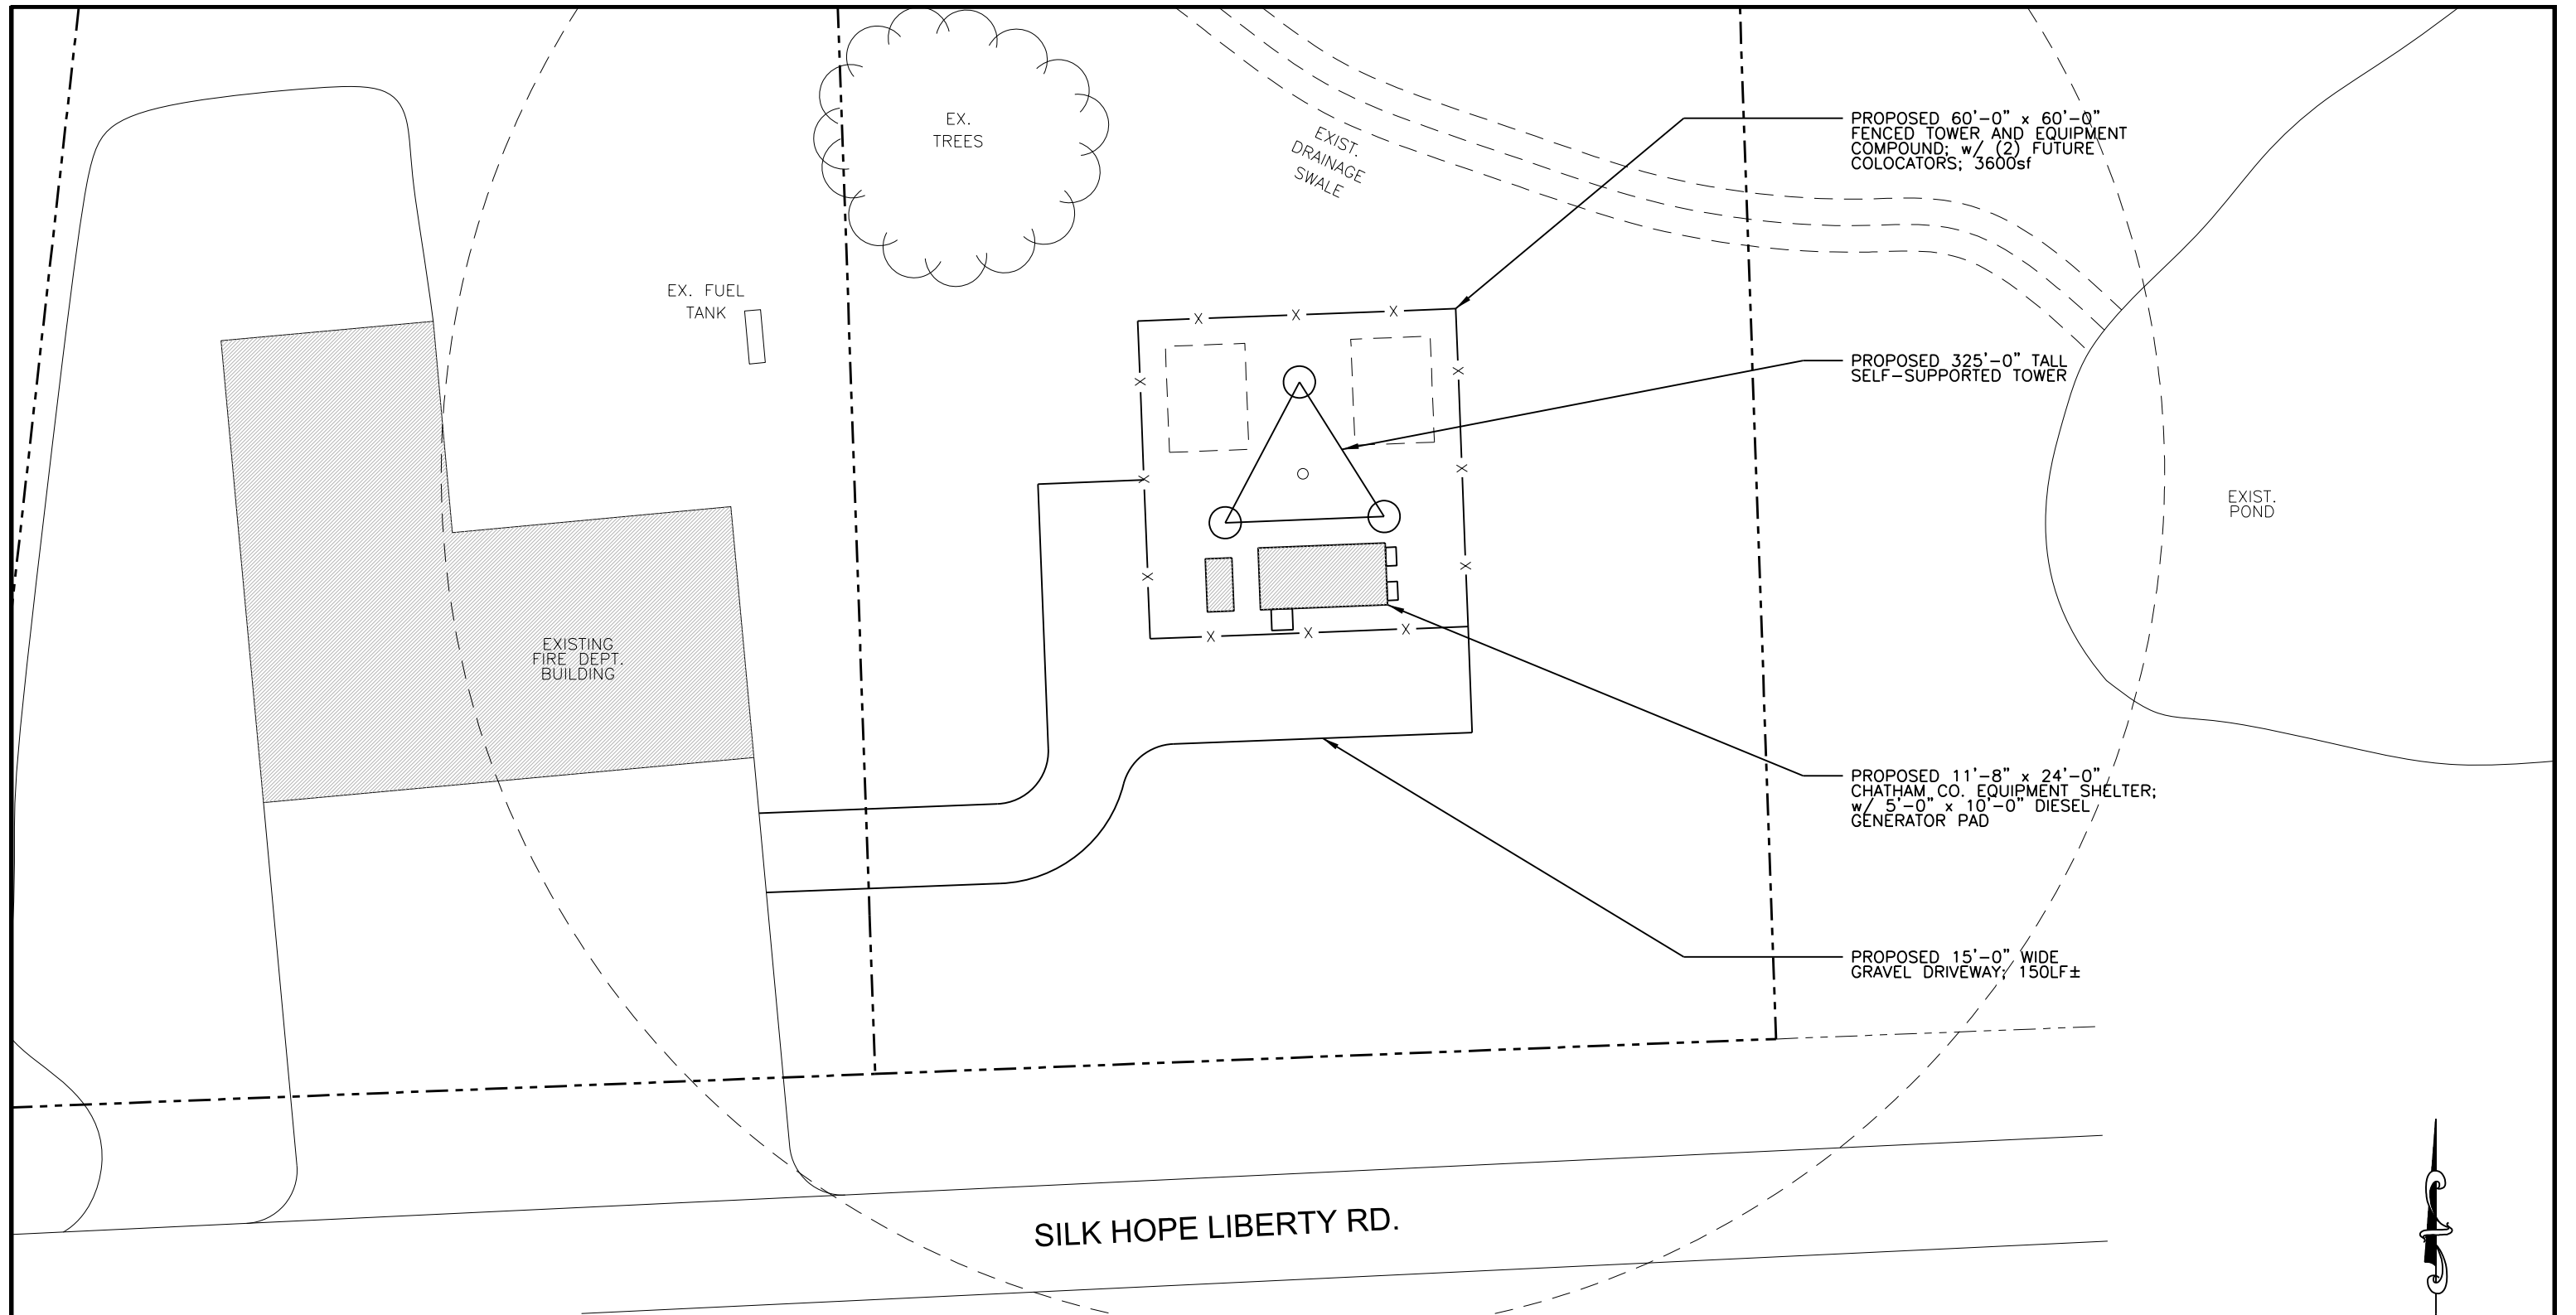 EX.
TREES
EXIST.
DRAINAGE
SWALE
PROPOSED 60'-0" x 60'-0"
FENCED TOWER AND EQUIPMENT
COMPOUND; w/ (2) FUTURE
COLOCATORS; 3600sf
EX. FUEL
TANK
PROPOSED 325'-0" TALL
SELF-SUPPORTED TOWER
EXIST.
POND
EXISTING
FIRE DEPT.
BUILDING
PROPOSED 11'-8" x 24'-0"
CHATHAM CO. EQUIPMENT SHELTER;
w/ 5'-0" x 10'-0" DIESEL
GENERATOR PAD
PROPOSED 15'-0" WIDE
GRAVEL DRIVEWAY; 150LF±
SILK HOPE LIBERTY RD.